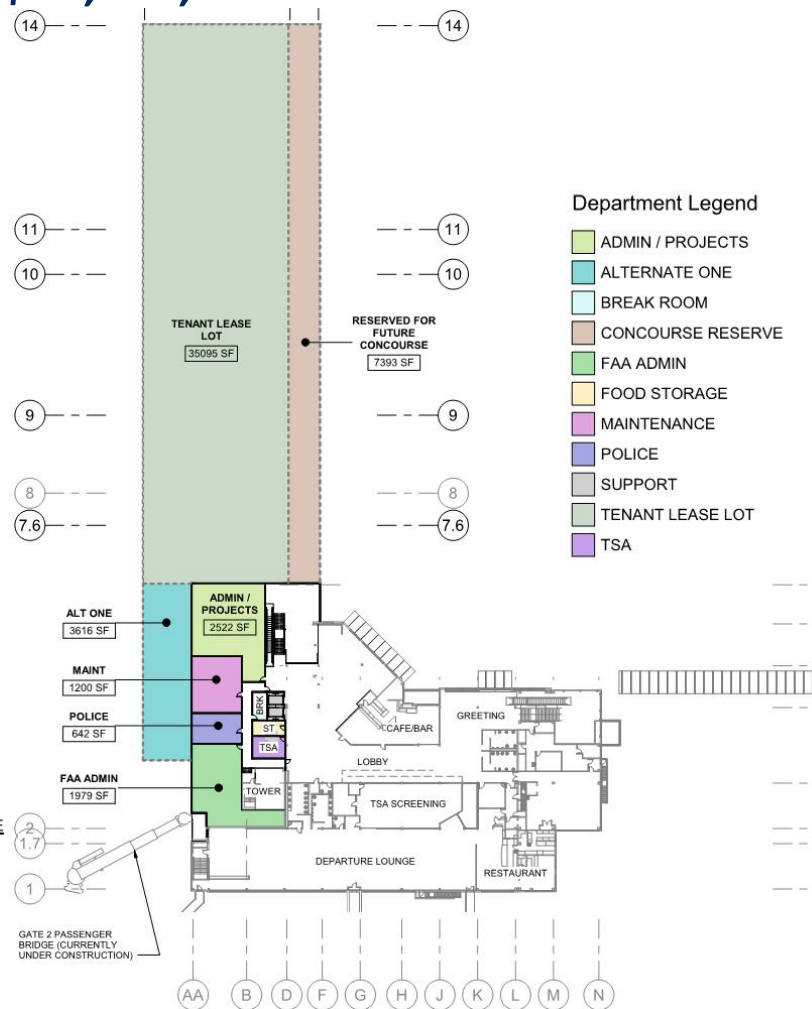 14
14
11
11
10
10
TENANT LEASE
LOT
35095 SF
RESERVED FOR
FUTURE
CONCOURSE
7393 SF
9
9
8
8
7.6
7.6
Department Legend
ADMIN / PROJECTS
ALTERNATE ONE
BREAK ROOM
CONCOURSE RESERVE
FAA ADMIN
FOOD STORAGE
MAINTENANCE
POLICE
SUPPORT
TENANT LEASE LOT
TSA
ALT ONE
3616 SF
ADMIN /
PROJECTS
2522 SF
MAINT
1200 SF
POLICE
642 SF
FAA ADMIN
1979 SF
BRK
ST
TSA
TOWER
CAFE/BAR
GREETING
LOBBY
TSA SCREENING
DEPARTURE LOUNGE
RESTAURANT
2
1.7
1
GATE 2 PASSENGER
BRIDGE (CURRENTLY
UNDER CONSTRUCTION)
AA
B
D
F
G
H
J
K
L
M
N